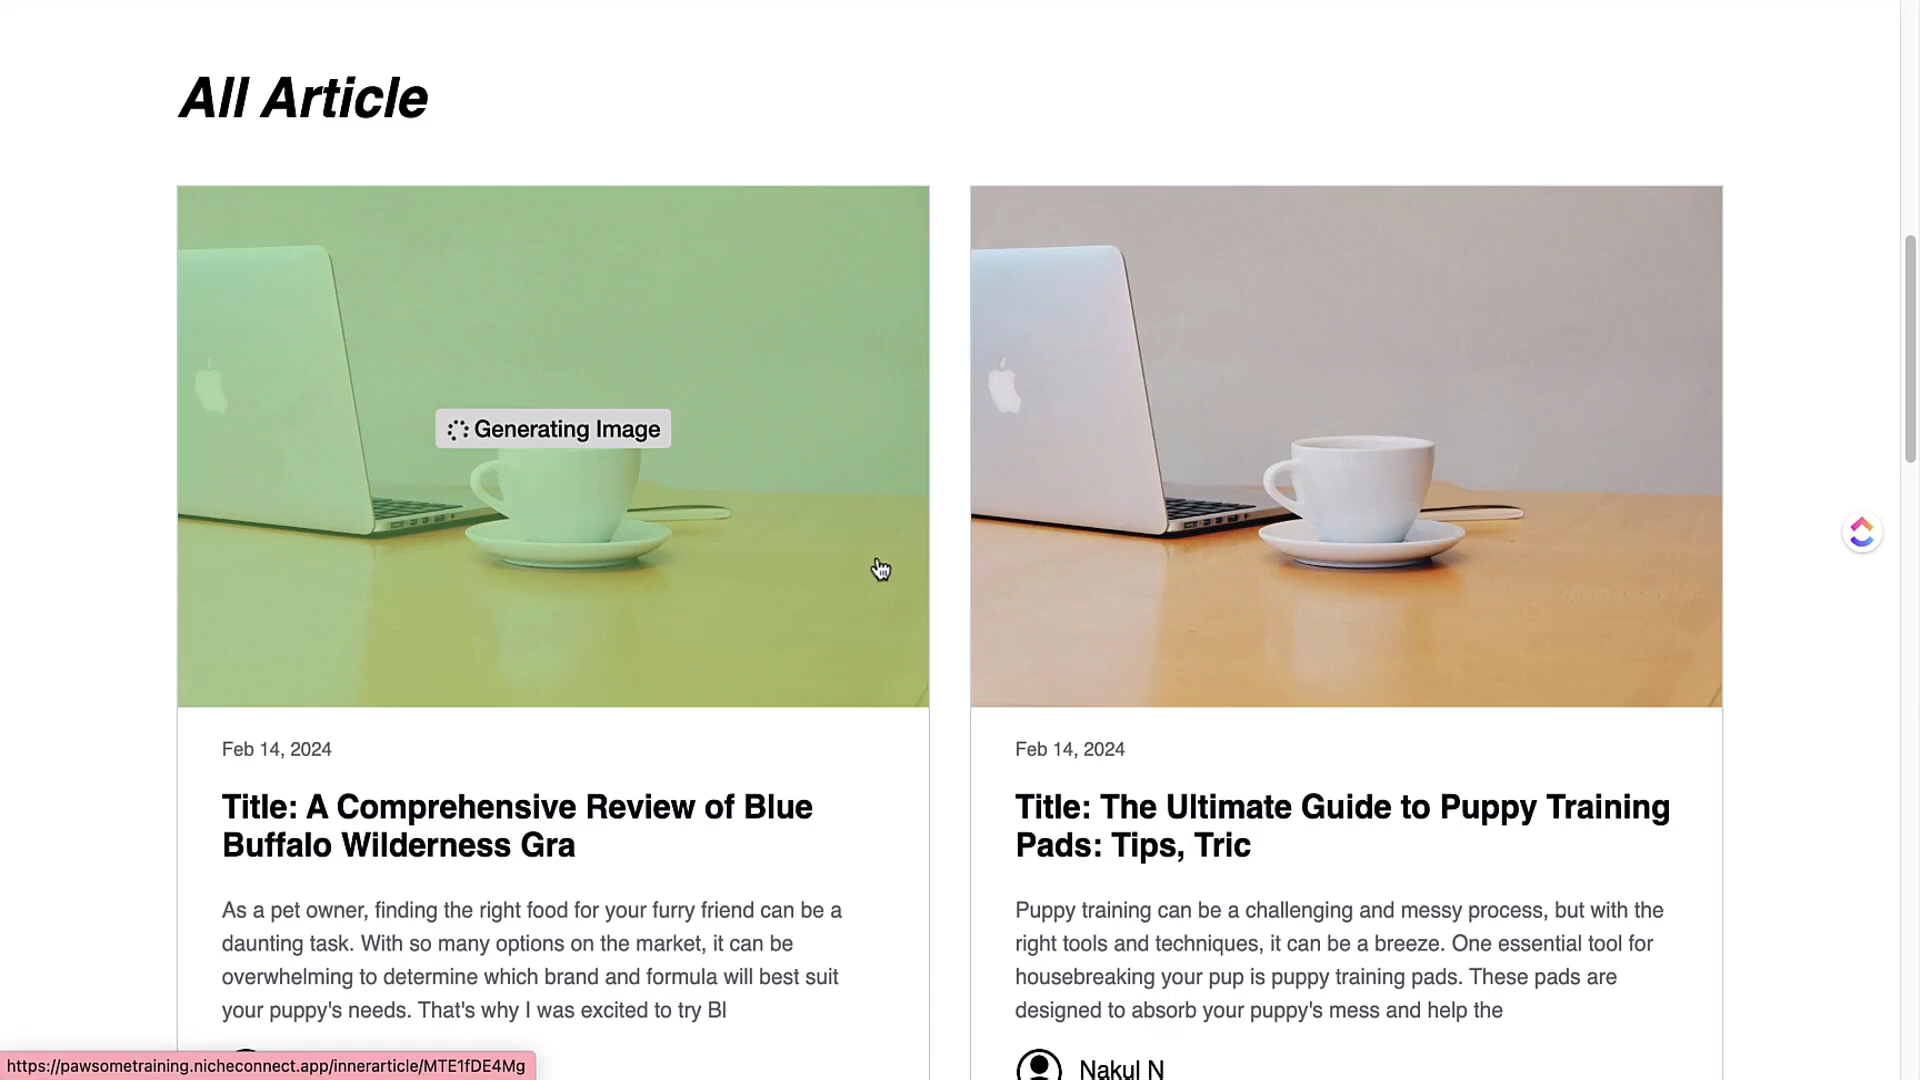 All Article
Generating Image
Feb 14, 2024
Title: A Comprehensive Review of Blue
Buffalo Wilderness Gra
As a pet owner, finding the right food for your furry friend can be a
daunting task. With so many options on the market, it can be
overwhelming to determine which brand and formula will best suit
your puppy's needs. That's why I was excited to try Bl
Feb 14, 2024
Title: The Ultimate Guide to Puppy Training
Pads: Tips, Tric
Puppy training can be a challenging and messy process, but with the
right tools and techniques, it can be a breeze. One essential tool for
housebreaking your pup is puppy training pads. These pads are
designed to absorb your puppy's mess and help the
Nakul N
https://pawsometraining.nicheconnect.app/innerarticle/MTE1fDE4Mg